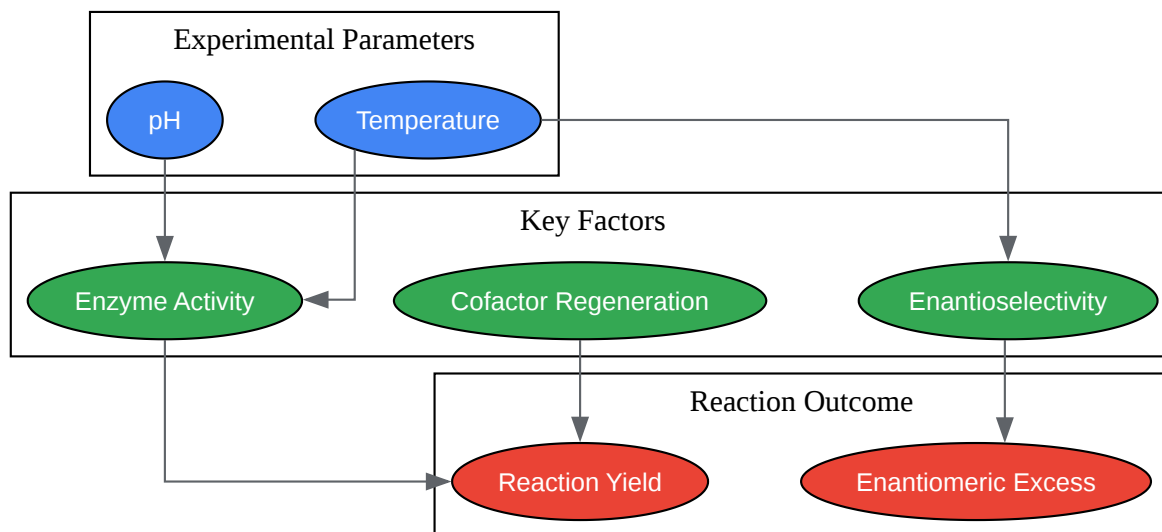 Experimental Parameters
pH
Temperature
Key Factors
Enzyme Activity
Cofactor Regeneration
Enantioselectivity
Reaction Outcome
Reaction Yield
Enantiomeric Excess